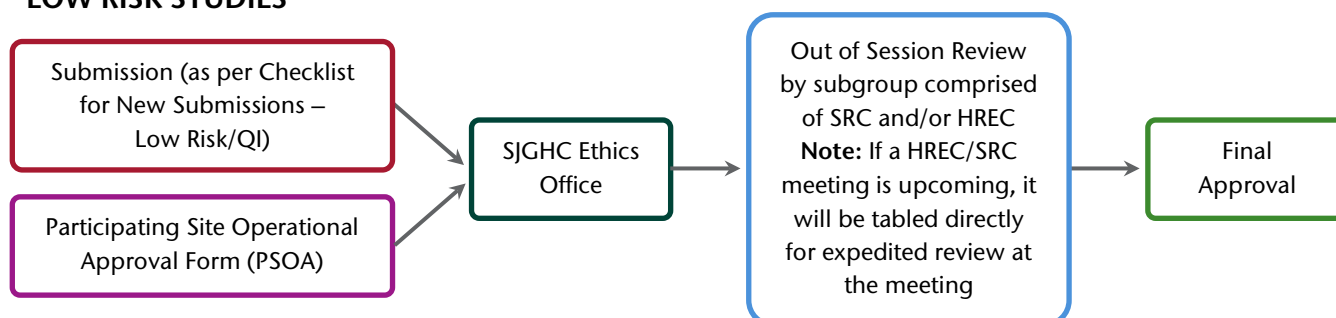 LOW RISK STUDIES
Submission (as per Checklist
for New Submissions –
Low Risk/QI)
Participating Site Operational
Approval Form (PSOA)
SJGHC Ethics
Office
Out of Session Review
by subgroup comprised
of SRC and/or HREC
Note: If a HREC/SRC
meeting is upcoming, it
will be tabled directly
for expedited review at
the meeting
Final
Approval